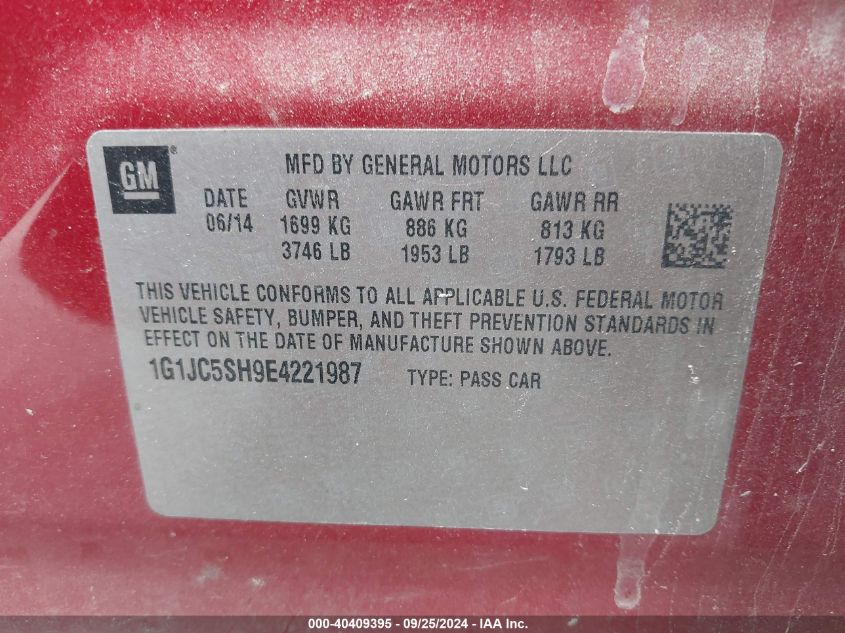 GM®
MFD BY GENERAL MOTORS LLC
DATE GVWR GAWR FRT GAWR RR
06/14 1699 KG 886 KG 813 KG
3746 LB 1953 LB 1793 LB
THIS VEHICLE CONFORMS TO ALL APPLICABLE U.S. FEDERAL MOTOR
VEHICLE SAFETY, BUMPER, AND THEFT PREVENTION STANDARDS IN
EFFECT ON THE DATE OF MANUFACTURE SHOWN ABOVE.
1G1JC5SH9E4221987 TYPE: PASS CAR
000-40409395 - 09/25/2024 - IAA Inc.